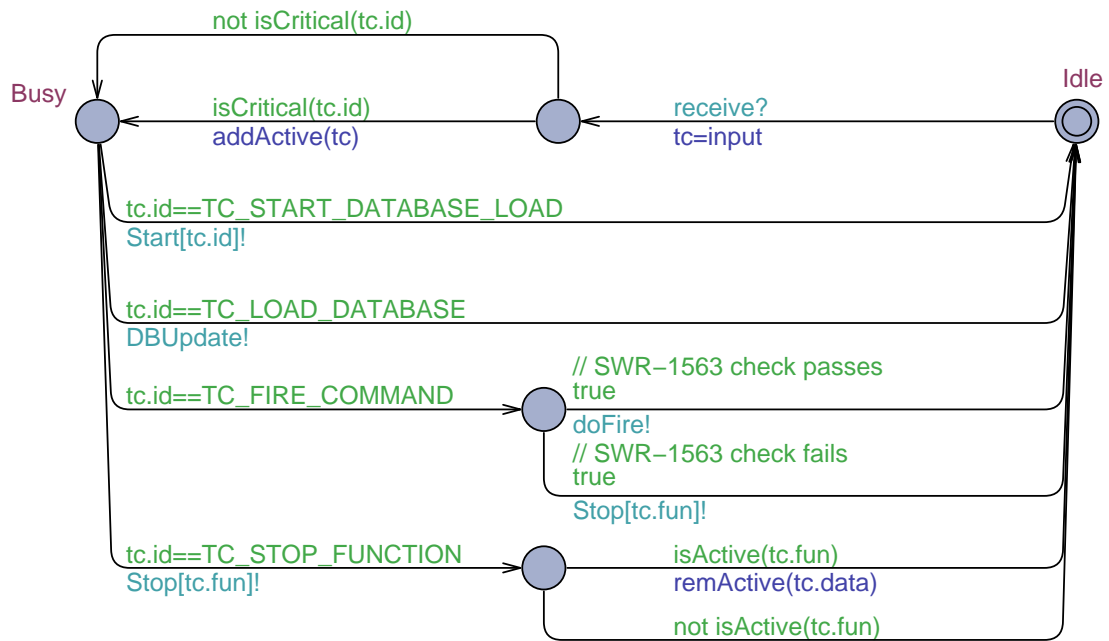 not isCritical(tc.id)
Busy
Idle
isCritical(tc.id)
receive?
addActive(tc)
tc=input
tc.id==TC_START_DATABASE_LOAD
Start[tc.id]!
tc.id==TC_LOAD_DATABASE
DBUpdate!
// SWR−1563 check passes
tc.id==TC_FIRE_COMMAND
true
doFire!
// SWR−1563 check fails
true
Stop[tc.fun]!
tc.id==TC_STOP_FUNCTION
isActive(tc.fun)
Stop[tc.fun]!
remActive(tc.data)
not isActive(tc.fun)